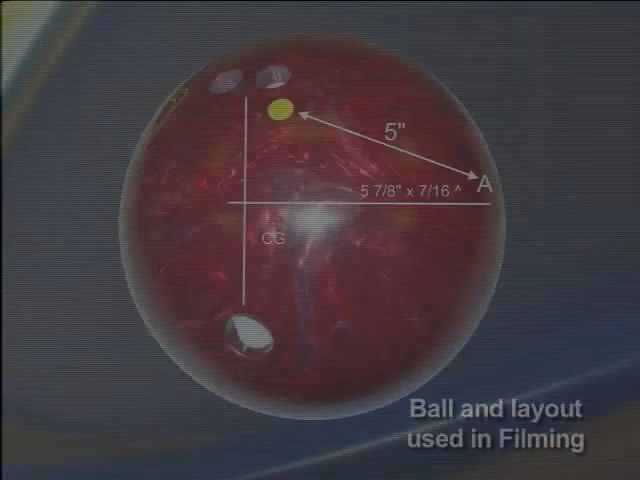 5"
A
5 7/8" x 7/16 ^
CG
Ball and layout
used in Filming